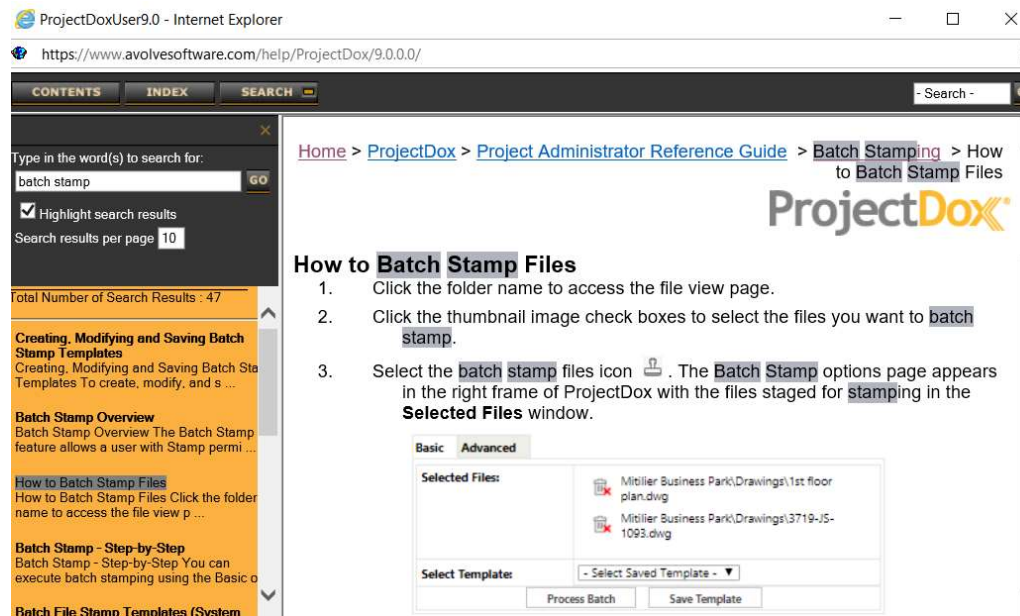 ProjectDoxUser9.0 - Internet Explorer
https://www.avolvesoftware.com/help/ProjectDox/9.0.0.0/
CONTENTS INDEX SEARCH - Search -
Type in the word(s) to search for:
batch stamp GO
Highlight search results
Search results per page 10
Total Number of Search Results : 47
Creating, Modifying and Saving Batch
Stamp Templates
Creating, Modifying and Saving Batch Sta
Templates To create, modify, and s ...
Batch Stamp Overview
Batch Stamp Overview The Batch Stamp
feature allows a user with Stamp permi ...
How to Batch Stamp Files
How to Batch Stamp Files Click the folder
name to access the file view p ...
Batch Stamp - Step-by-Step
Batch Stamp - Step-by-Step You can
execute batch stamping using the Basic o
Batch File Stamp Templates (System
Home > ProjectDox > Project Administrator Reference Guide > Batch Stamping > How
to Batch Stamp Files
ProjectDox
How to Batch Stamp Files
1. Click the folder name to access the file view page.
2. Click the thumbnail image check boxes to select the files you want to batch
stamp.
3. Select the batch stamp files icon . The Batch Stamp options page appears
in the right frame of ProjectDox with the files staged for stamping in the
Selected Files window.
Basic Advanced
Selected Files:
Mitilier Business Park\Drawings\1st floor
plan.dwg
Mitilier Business Park\Drawings\3719-JS-
1093.dwg
Select Template: - Select Saved Template -
Process Batch Save Template